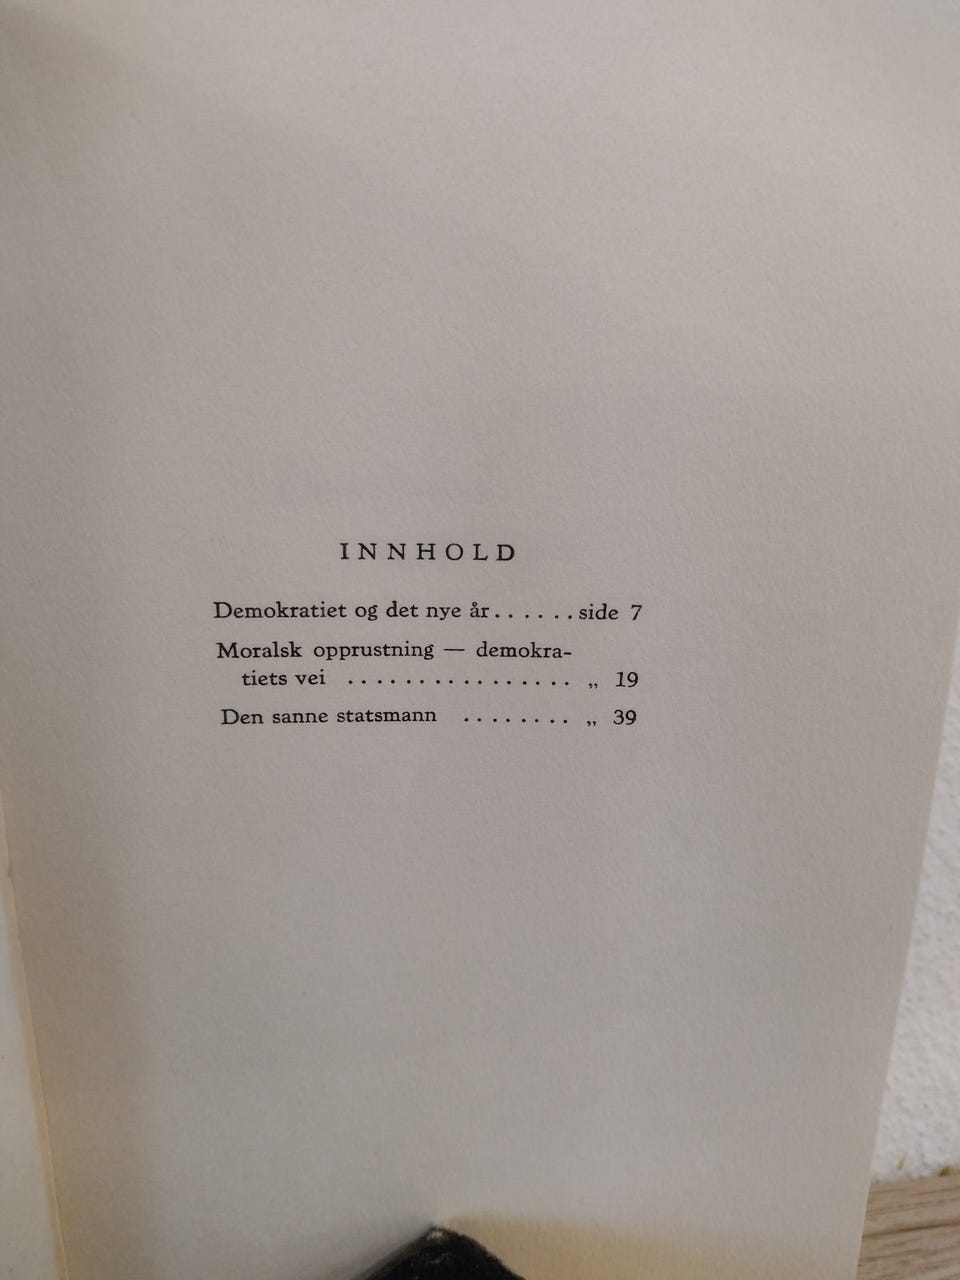 INNHOLD
Demokratiet og det nye år......side 7
Moralsk opprustning — demokra-
tiets vei ................ „ 19
Den sanne statsmann ........ „ 39